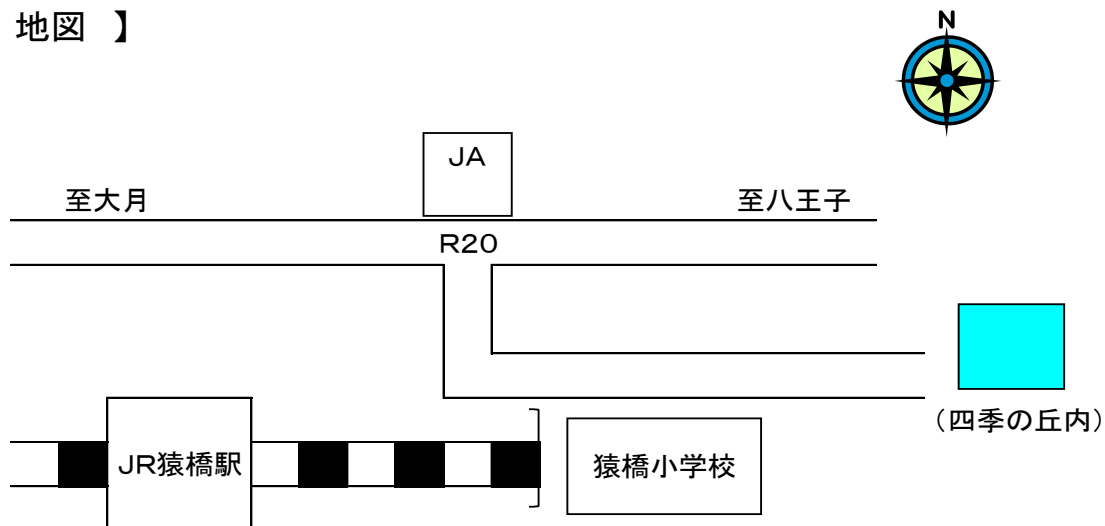 地図 】
N
JA
至大月
至八王子
R20
（四季の丘内）
JR猿橋駅
猿橋小学校